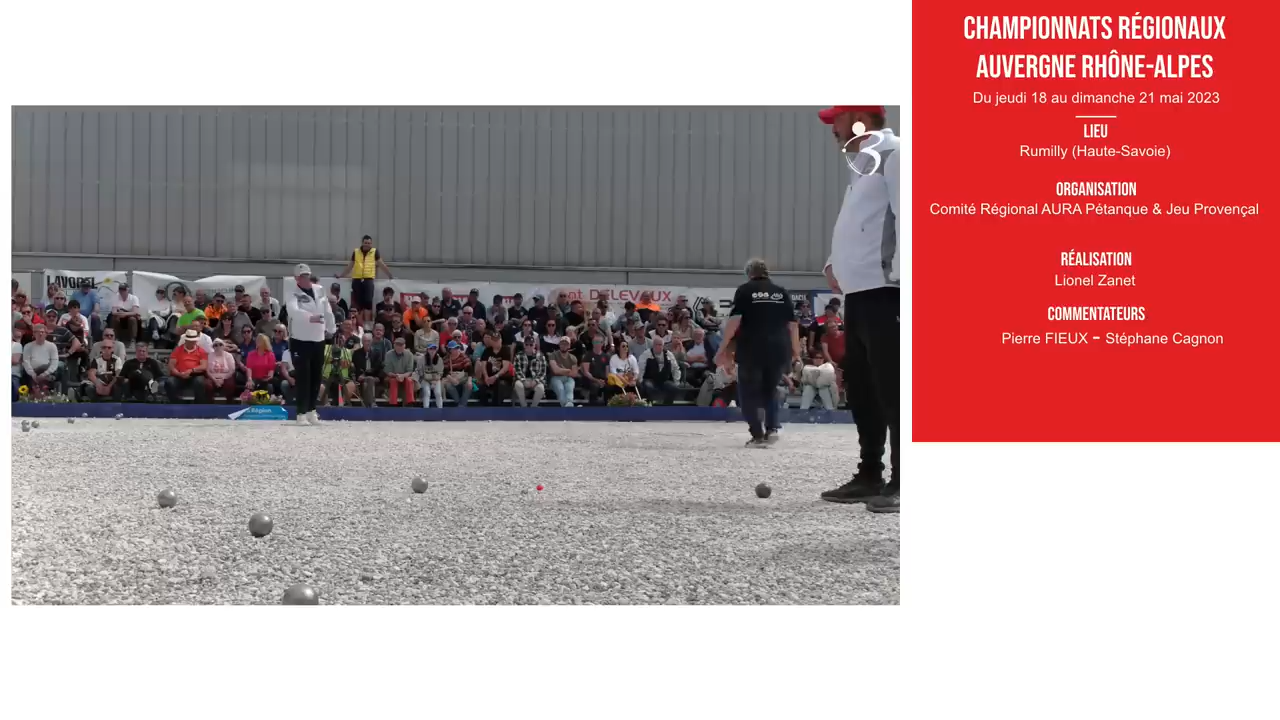 CHAMPIONNATS RÉGIONAUX
AUVERGNE RHÔNE-ALPES
Du jeudi 18 au dimanche 21 mai 2023
LIEU
Rumilly (Haute-Savoie)
ORGANISATION
Comité Régional AURA Pétanque & Jeu Provençal
RÉALISATION
Lionel Zanet
COMMENTATEURS
Pierre FIEUX - Stéphane Cagnon
DELEVAUX
Région